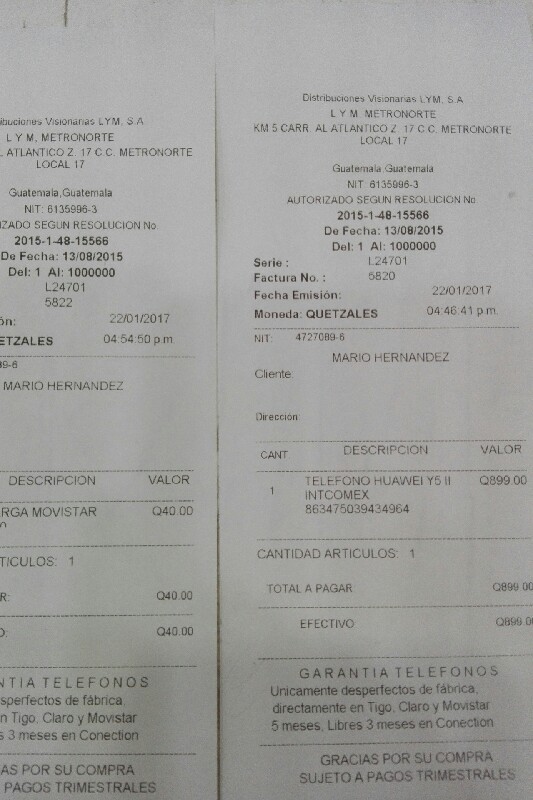 buciones Visionarias LYM, S.A
L Y M, METRONORTE
L ATLANTICO Z. 17 C.C. METRONORTE
LOCAL 17
Guatemala,Guatemala
NIT: 6135996-3
IZADO SEGUN RESOLUCION No.
2015-1-48-15566
De Fecha: 13/08/2015
Del: 1 Al: 1000000
L24701
5822
ón: 22/01/2017
ETZALES 04:54:50 p.m.
89-6
MARIO HERNANDEZ
DESCRIPCION VALOR
RGA MOVISTAR Q40.00
TICULOS: 1
R: Q40.00
O: Q40.00
NTIA TELEFONOS
sperfectos de fábrica,
en Tigo, Claro y Movistar
s 3 meses en Conection
IAS POR SU COMPRA
PAGOS TRIMESTRALES
Distribuciones Visionarias LYM, S.A
L Y M. METRONORTE
KM 5 CARR. AL ATLANTICO Z. 17 C.C. METRONORTE
LOCAL 17
Guatemala,Guatemala
NIT: 6135996-3
AUTORIZADO SEGUN RESOLUCION No.
2015-1-48-15566
De Fecha: 13/08/2015
Del: 1 Al: 1000000
Serie : L24701
Factura No. : 5820
Fecha Emisión: 22/01/2017
Moneda: QUETZALES 04:46:41 p.m.
NIT: 4727089-6
MARIO HERNANDEZ
Cliente
Dirección:
CANT. DESCRIPCION VALOR
1 TELEFONO HUAWEI Y5 II Q899.00
INTCOMEX
863475039434964
CANTIDAD ARTICULOS: 1
TOTAL A PAGAR: Q899.00
EFECTIVO Q899.0
GARANTIA TELEFONOS
Unicamente desperfectos de fábrica,
directamente en Tigo, Claro y Movistar
5 meses, Libres 3 meses en Conection
GRACIAS POR SU COMPRA
SUJETO A PAGOS TRIMESTRALES